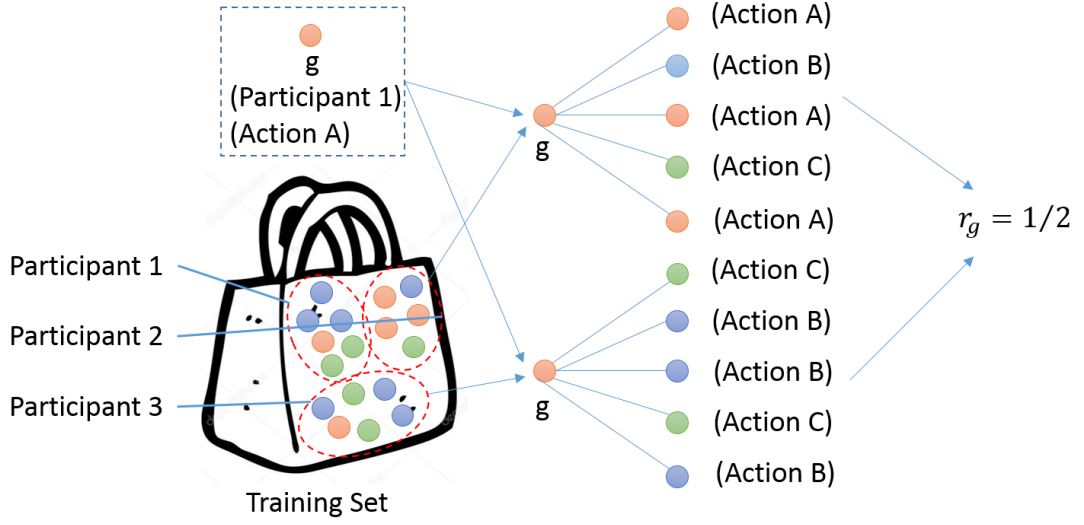 g
(Participant 1)
(Action A)
Participant 1
Participant 2
Participant 3
Training Set
g
(Action A)
(Action B)
(Action A)
(Action C)
(Action A)
g
(Action C)
(Action B)
(Action B)
(Action C)
(Action B)
r_g = 1/2